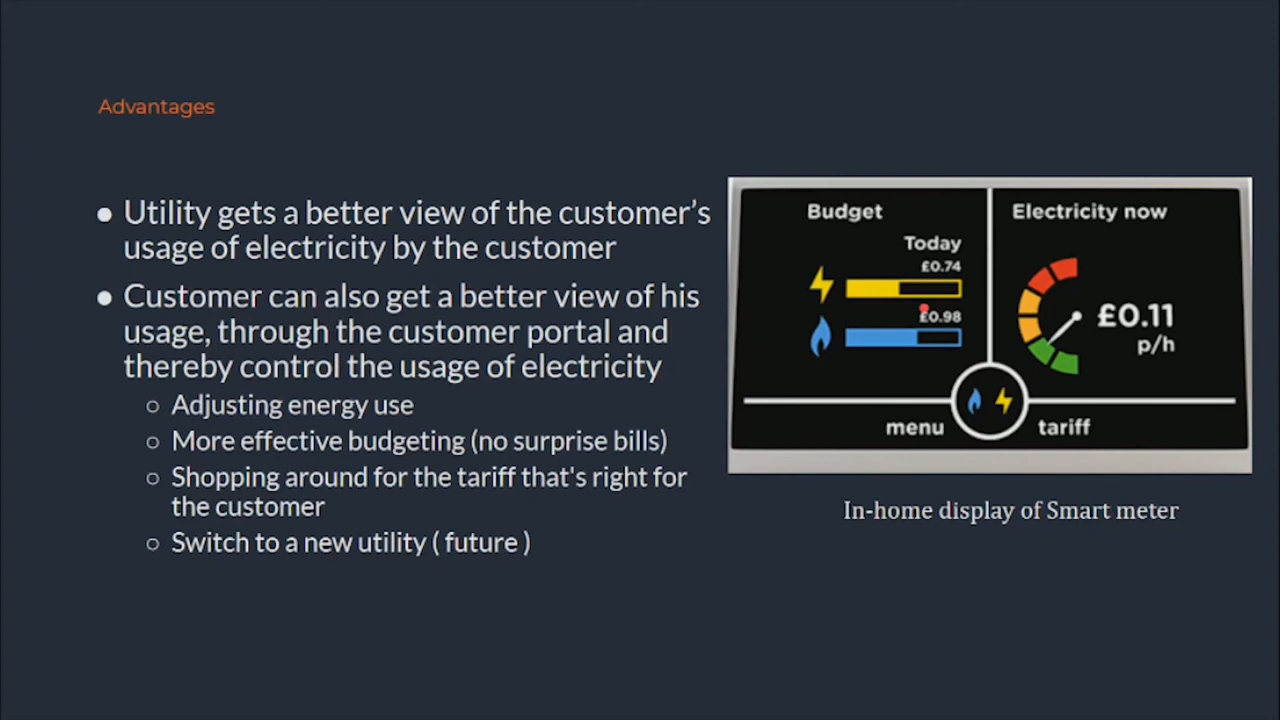 Advantages
● Utility gets a better view of the customer's
usage of electricity by the customer
● Customer can also get a better view of his
usage, through the customer portal and
thereby control the usage of electricity
○ Adjusting energy use
○ More effective budgeting (no surprise bills)
○ Shopping around for the tariff that's right for
the customer
○ Switch to a new utility ( future )
Budget
Today
£0.74
£0.98
Electricity now
£0.11
p/h
menu
tariff
In-home display of Smart meter